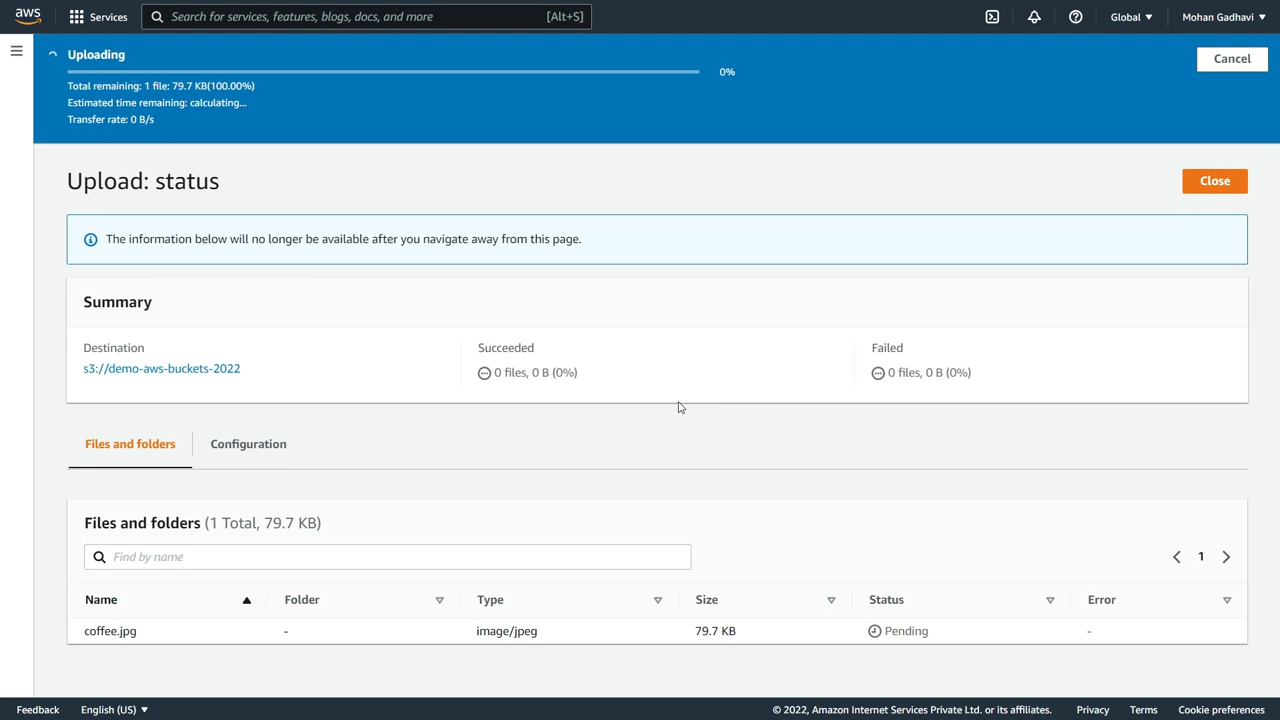 aws
Services
Search for services, features, blogs, docs, and more
[Alt+S]
Global
Mohan Gadhavi
Uploading
0%
Cancel
Total remaining: 1 file: 79.7 KB(100.00%)
Estimated time remaining: calculating...
Transfer rate: 0 B/s
Upload: status
Close
The information below will no longer be available after you navigate away from this page.
Summary
Destination
s3://demo-aws-buckets-2022
Succeeded
0 files, 0 B (0%)
Failed
0 files, 0 B (0%)
Files and folders
Configuration
Files and folders (1 Total, 79.7 KB)
Find by name
1
Name Folder Type Size Status Error
coffee.jpg - image/jpeg 79.7 KB Pending -
Feedback
English (US)
© 2022, Amazon Internet Services Private Ltd. or its affiliates.
Privacy
Terms
Cookie preferences